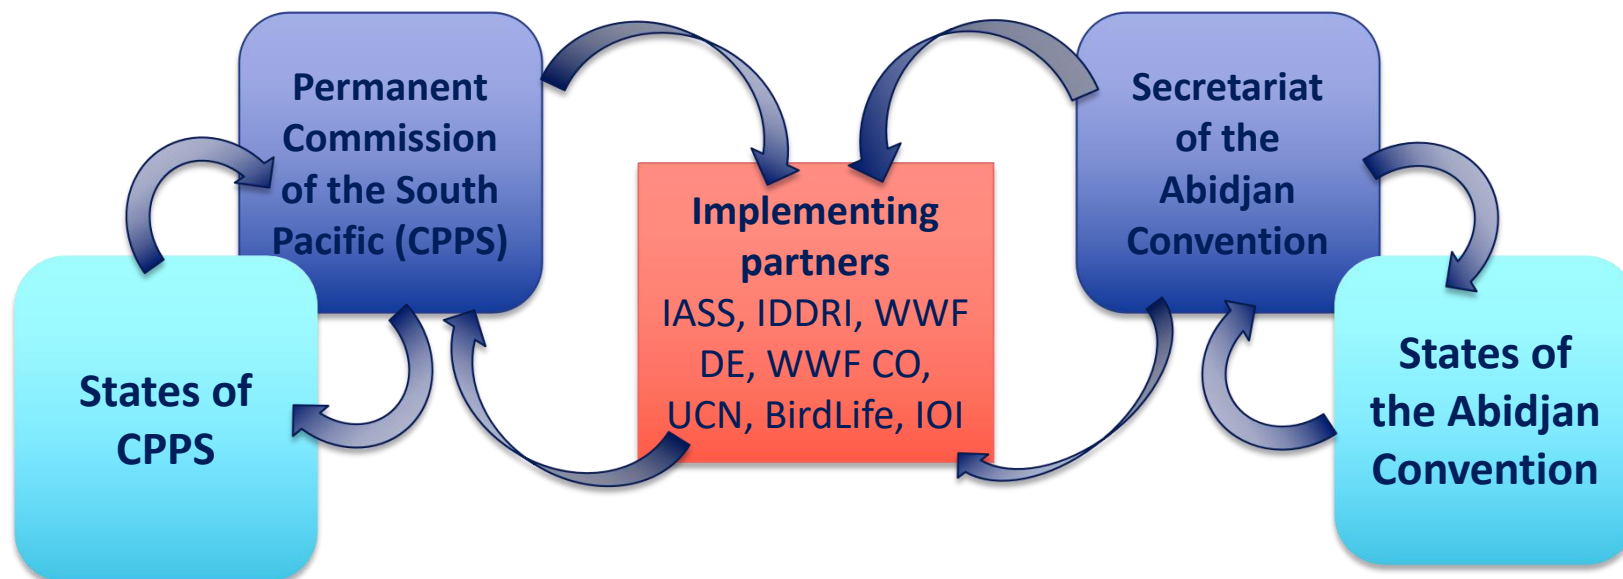 Permanent
Commission
of the South
Pacific (CPPS)
Secretariat
of the
Abidjan
Convention
Implementing
partners
IASS, IDDRI, WWF
DE, WWF CO,
UCN, BirdLife, IOI
States of
CPPS
States of
the Abidjan
Convention